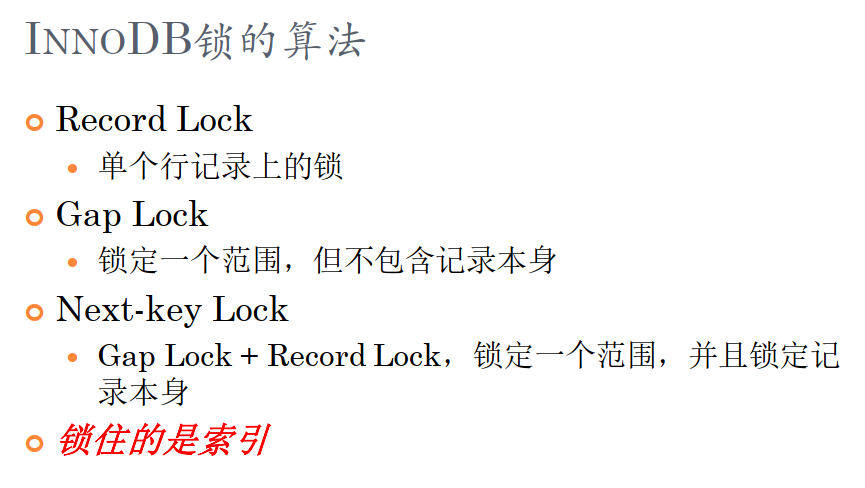 INNODB锁的算法
Record Lock
单个行记录上的锁
Gap Lock
锁定一个范围，但不包含记录本身
Next-key Lock
Gap Lock + Record Lock，锁定一个范围，并且锁定记
录本身
锁住的是索引